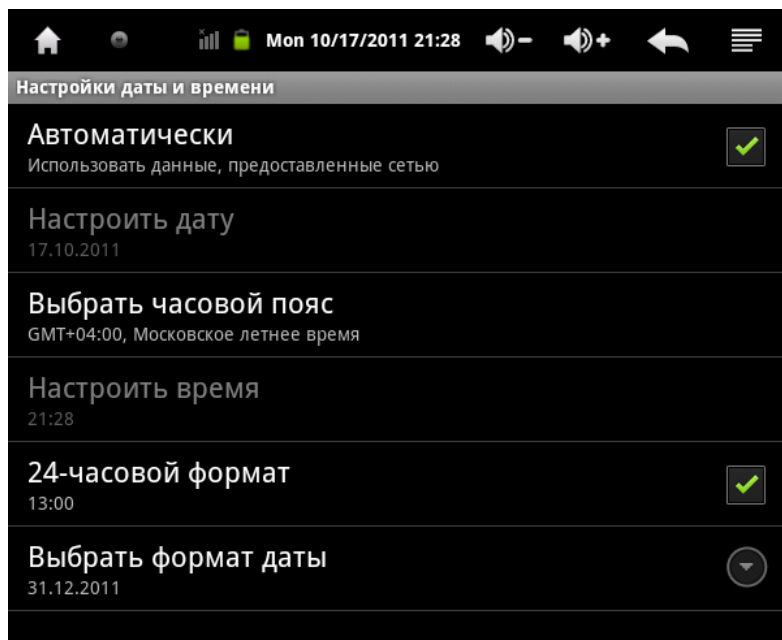 Mon 10/17/2011 21:28
Настройки даты и времени
Автоматически
Использовать данные, предоставленные сетью
Настроить дату
17.10.2011
Выбрать часовой пояс
GMT+04:00, Московское летнее время
Настроить время
21:28
24-часовой формат
13:00
Выбрать формат даты
31.12.2011